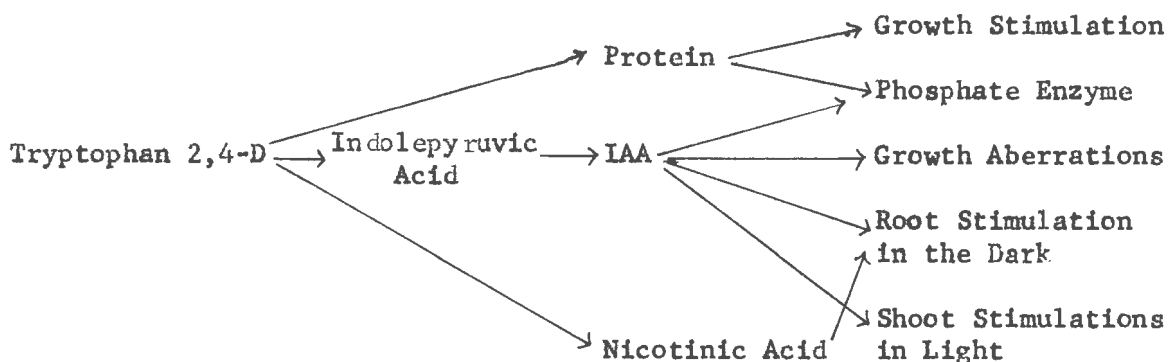 Growth Stimulation
Protein
Phosphate Enzyme
Tryptophan 2,4-D
Indolepyruvic
Acid
IAA
Growth Aberrations
Root Stimulation
in the Dark
Shoot Stimulations
in Light
Nicotinic Acid